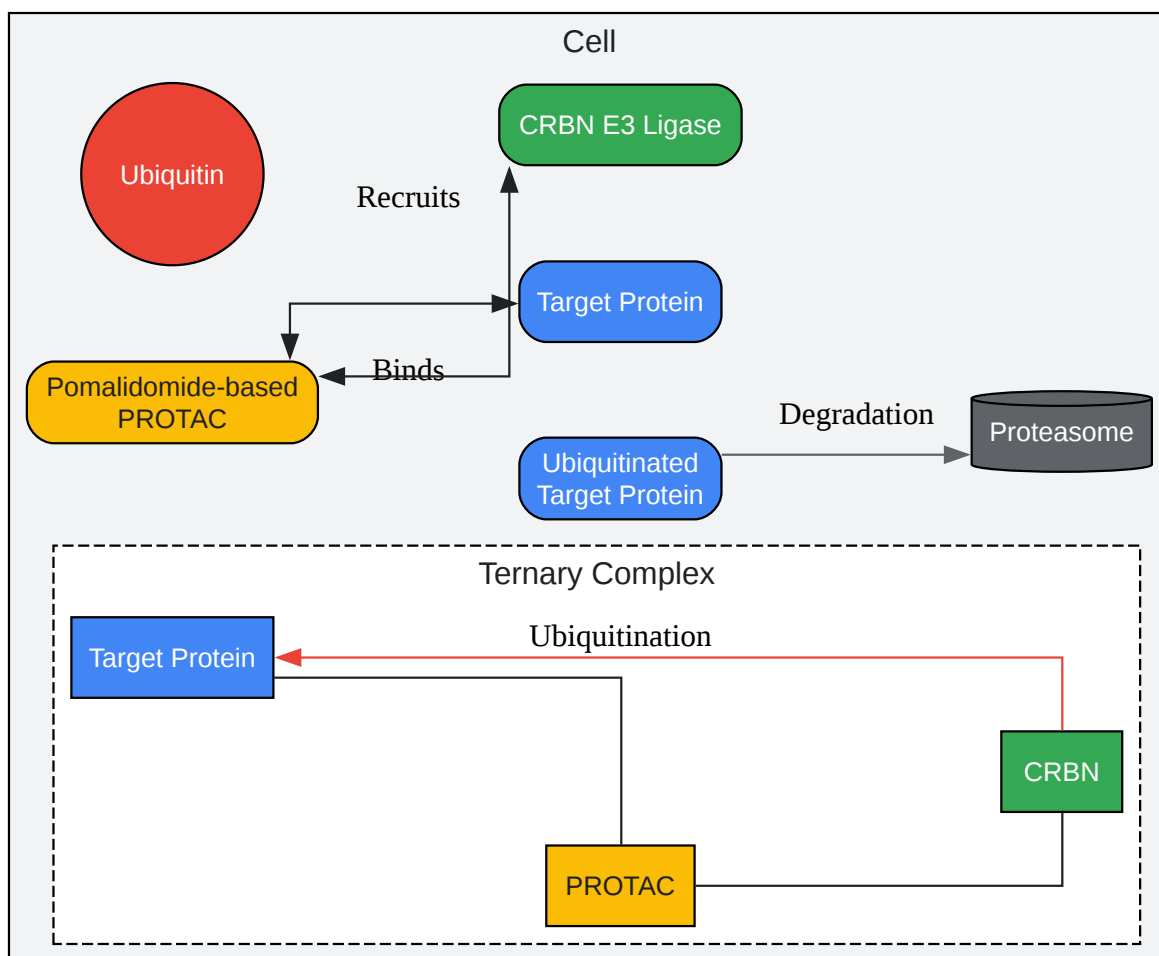 Cell
CRBN E3 Ligase
Ubiquitin
Recruits
Target Protein
Binds
Pomalidomide-based
PROTAC
Degradation
Proteasome
Ubiquitinated
Target Protein
Ternary Complex
Ubiquitination
Target Protein
CRBN
PROTAC